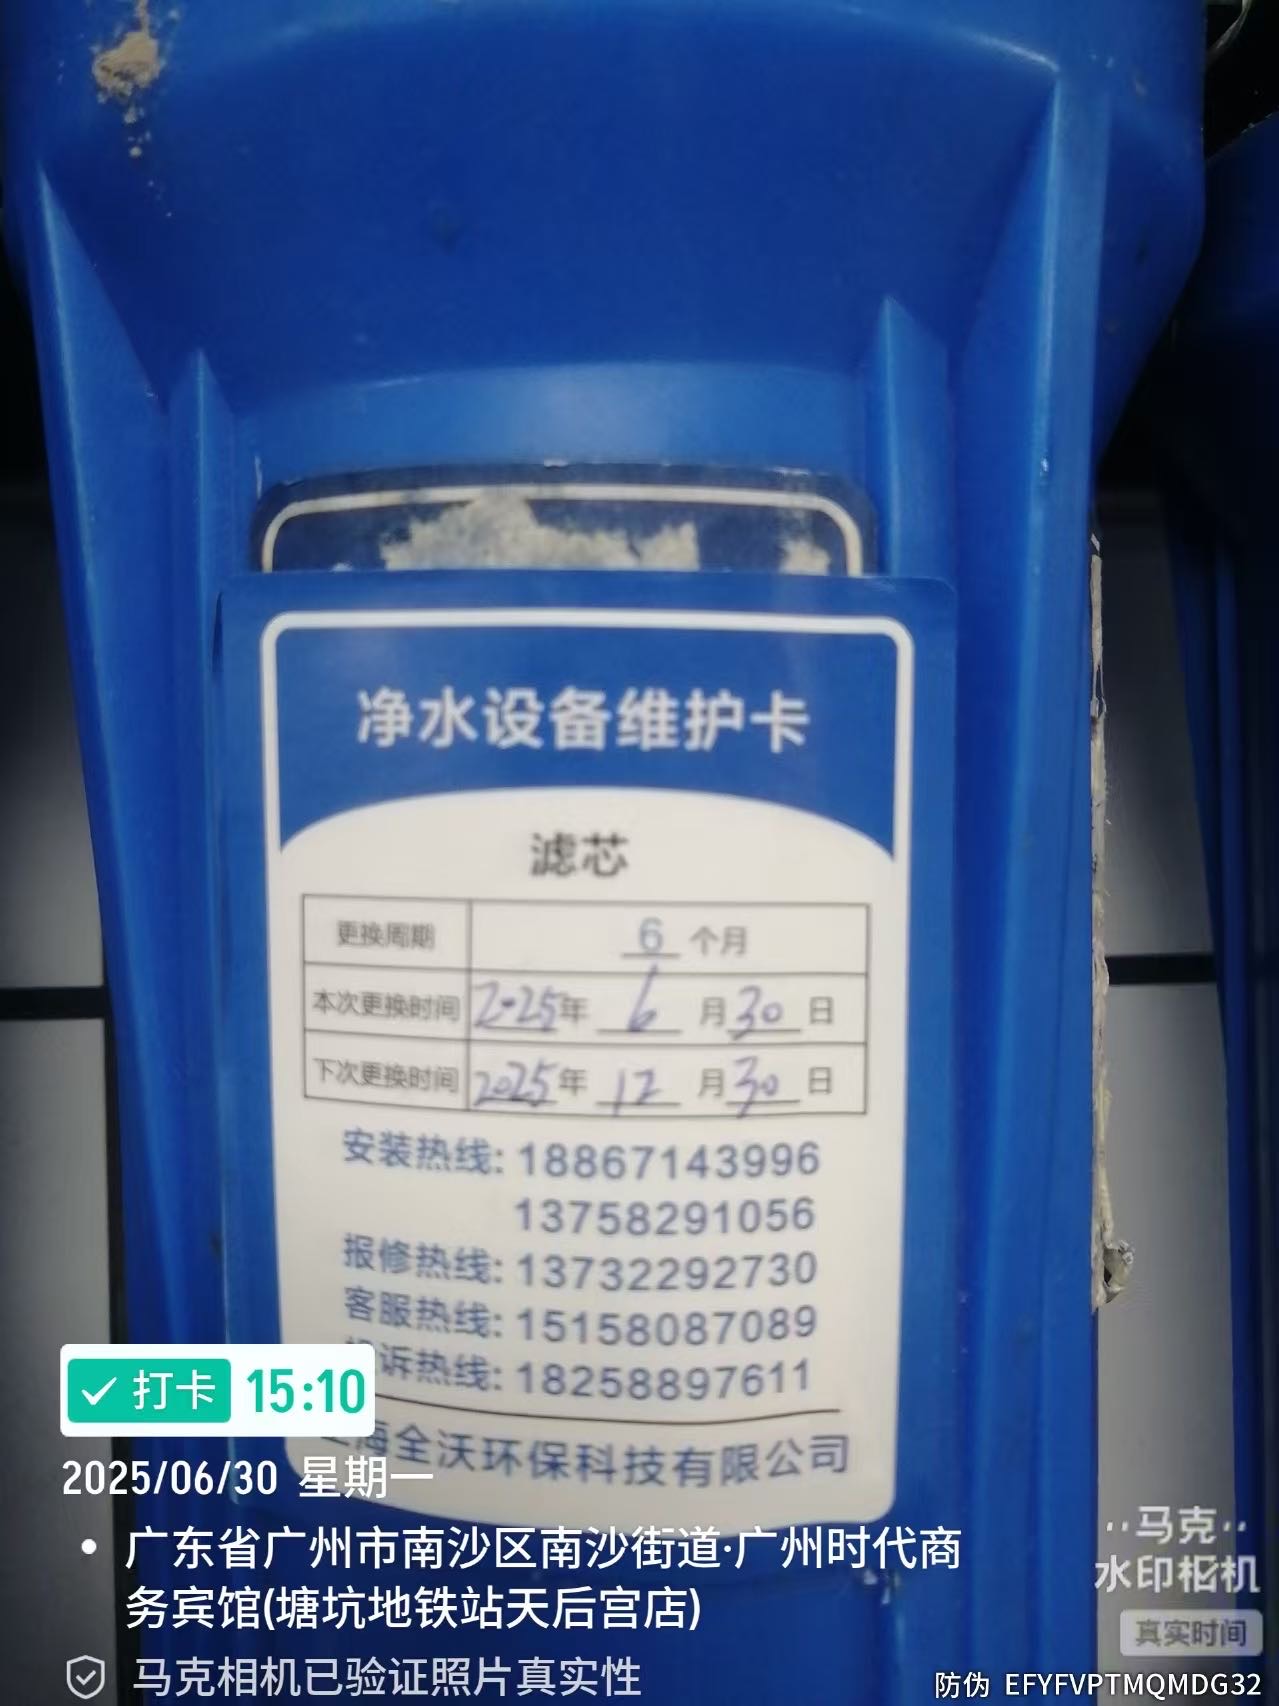 净水设备维护卡
滤芯
更换周期 6 个月
本次更换时间 2025年 6 月 30 日
下次更换时间 2025年 12 月 30 日
安装热线: 18867143996
13758291056
报修热线: 13732292730
客服热线: 15158087089
诉热线: 18258897611
海全沃环保科技有限公司
打卡 15:10
2025/06/30 星期一
广东省广州市南沙区南沙街道·广州时代商
务宾馆(塘坑地铁站天后宫店)
马克相机已验证照片真实性
马克
水印相机
真实时间
防伪 EFYFVPTMQMDG32